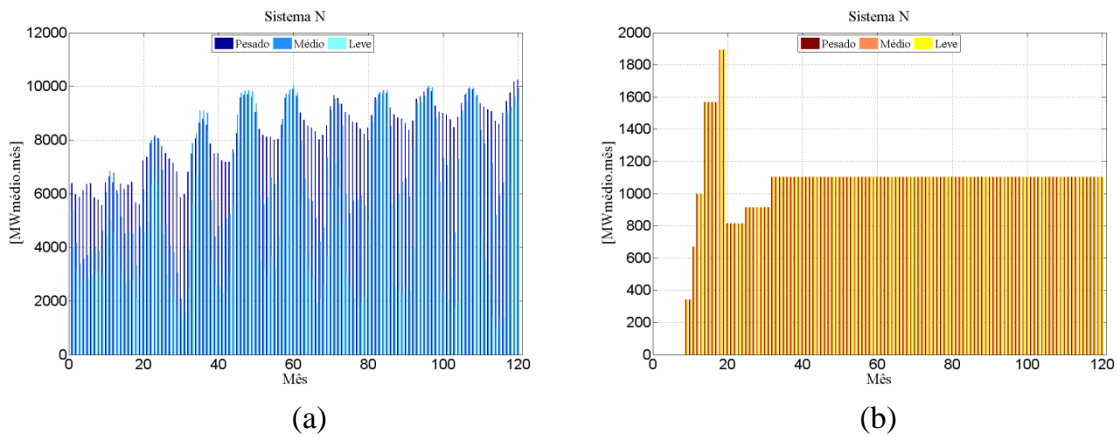 Sistema N
12000
10000
8000
6000
4000
2000
0
Pesado Médio Leve
[MWmédio.mês]
0 20 40 60 80 100 120
Mês
(a)
Sistema N
2000
1800
1600
1400
1200
1000
800
600
400
200
0
Pesado Médio Leve
[MWmédio.mês]
0 20 40 60 80 100 120
Mês
(b)